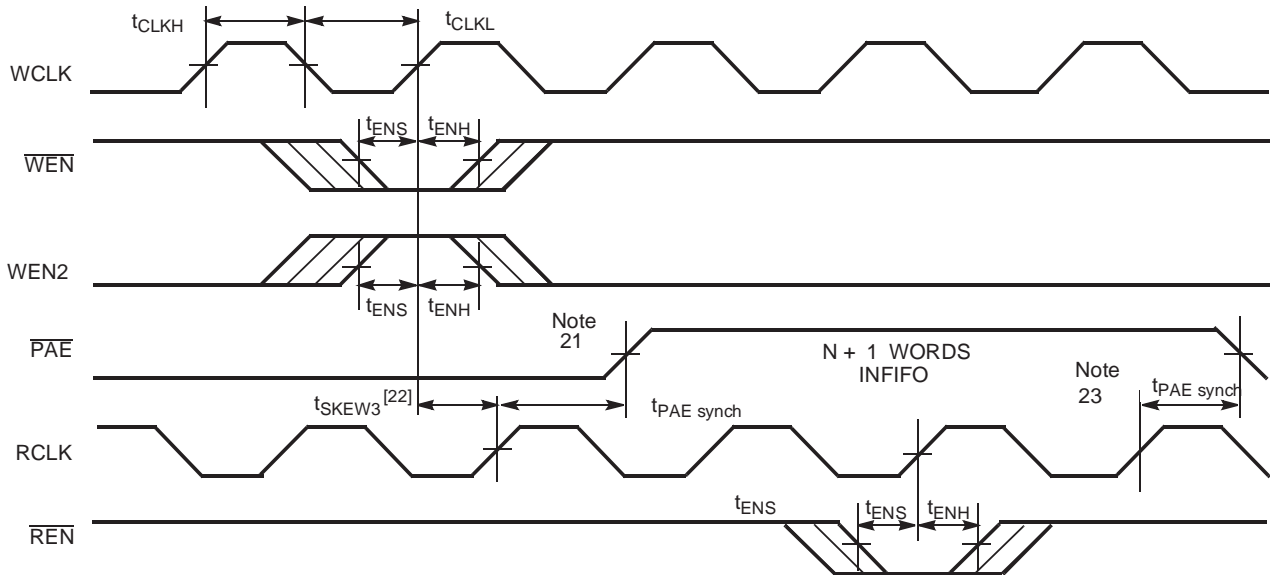 tCLKH
tCLKL
WCLK
tENS
tENH
WEN
WEN2
tENS
tENH
Note
21
PAE
N + 1 WORDS
INFIFO
Note
23
tSKEW3[22]
tPAE synch
tPAE synch
RCLK
tENS
tENS
tENH
REN